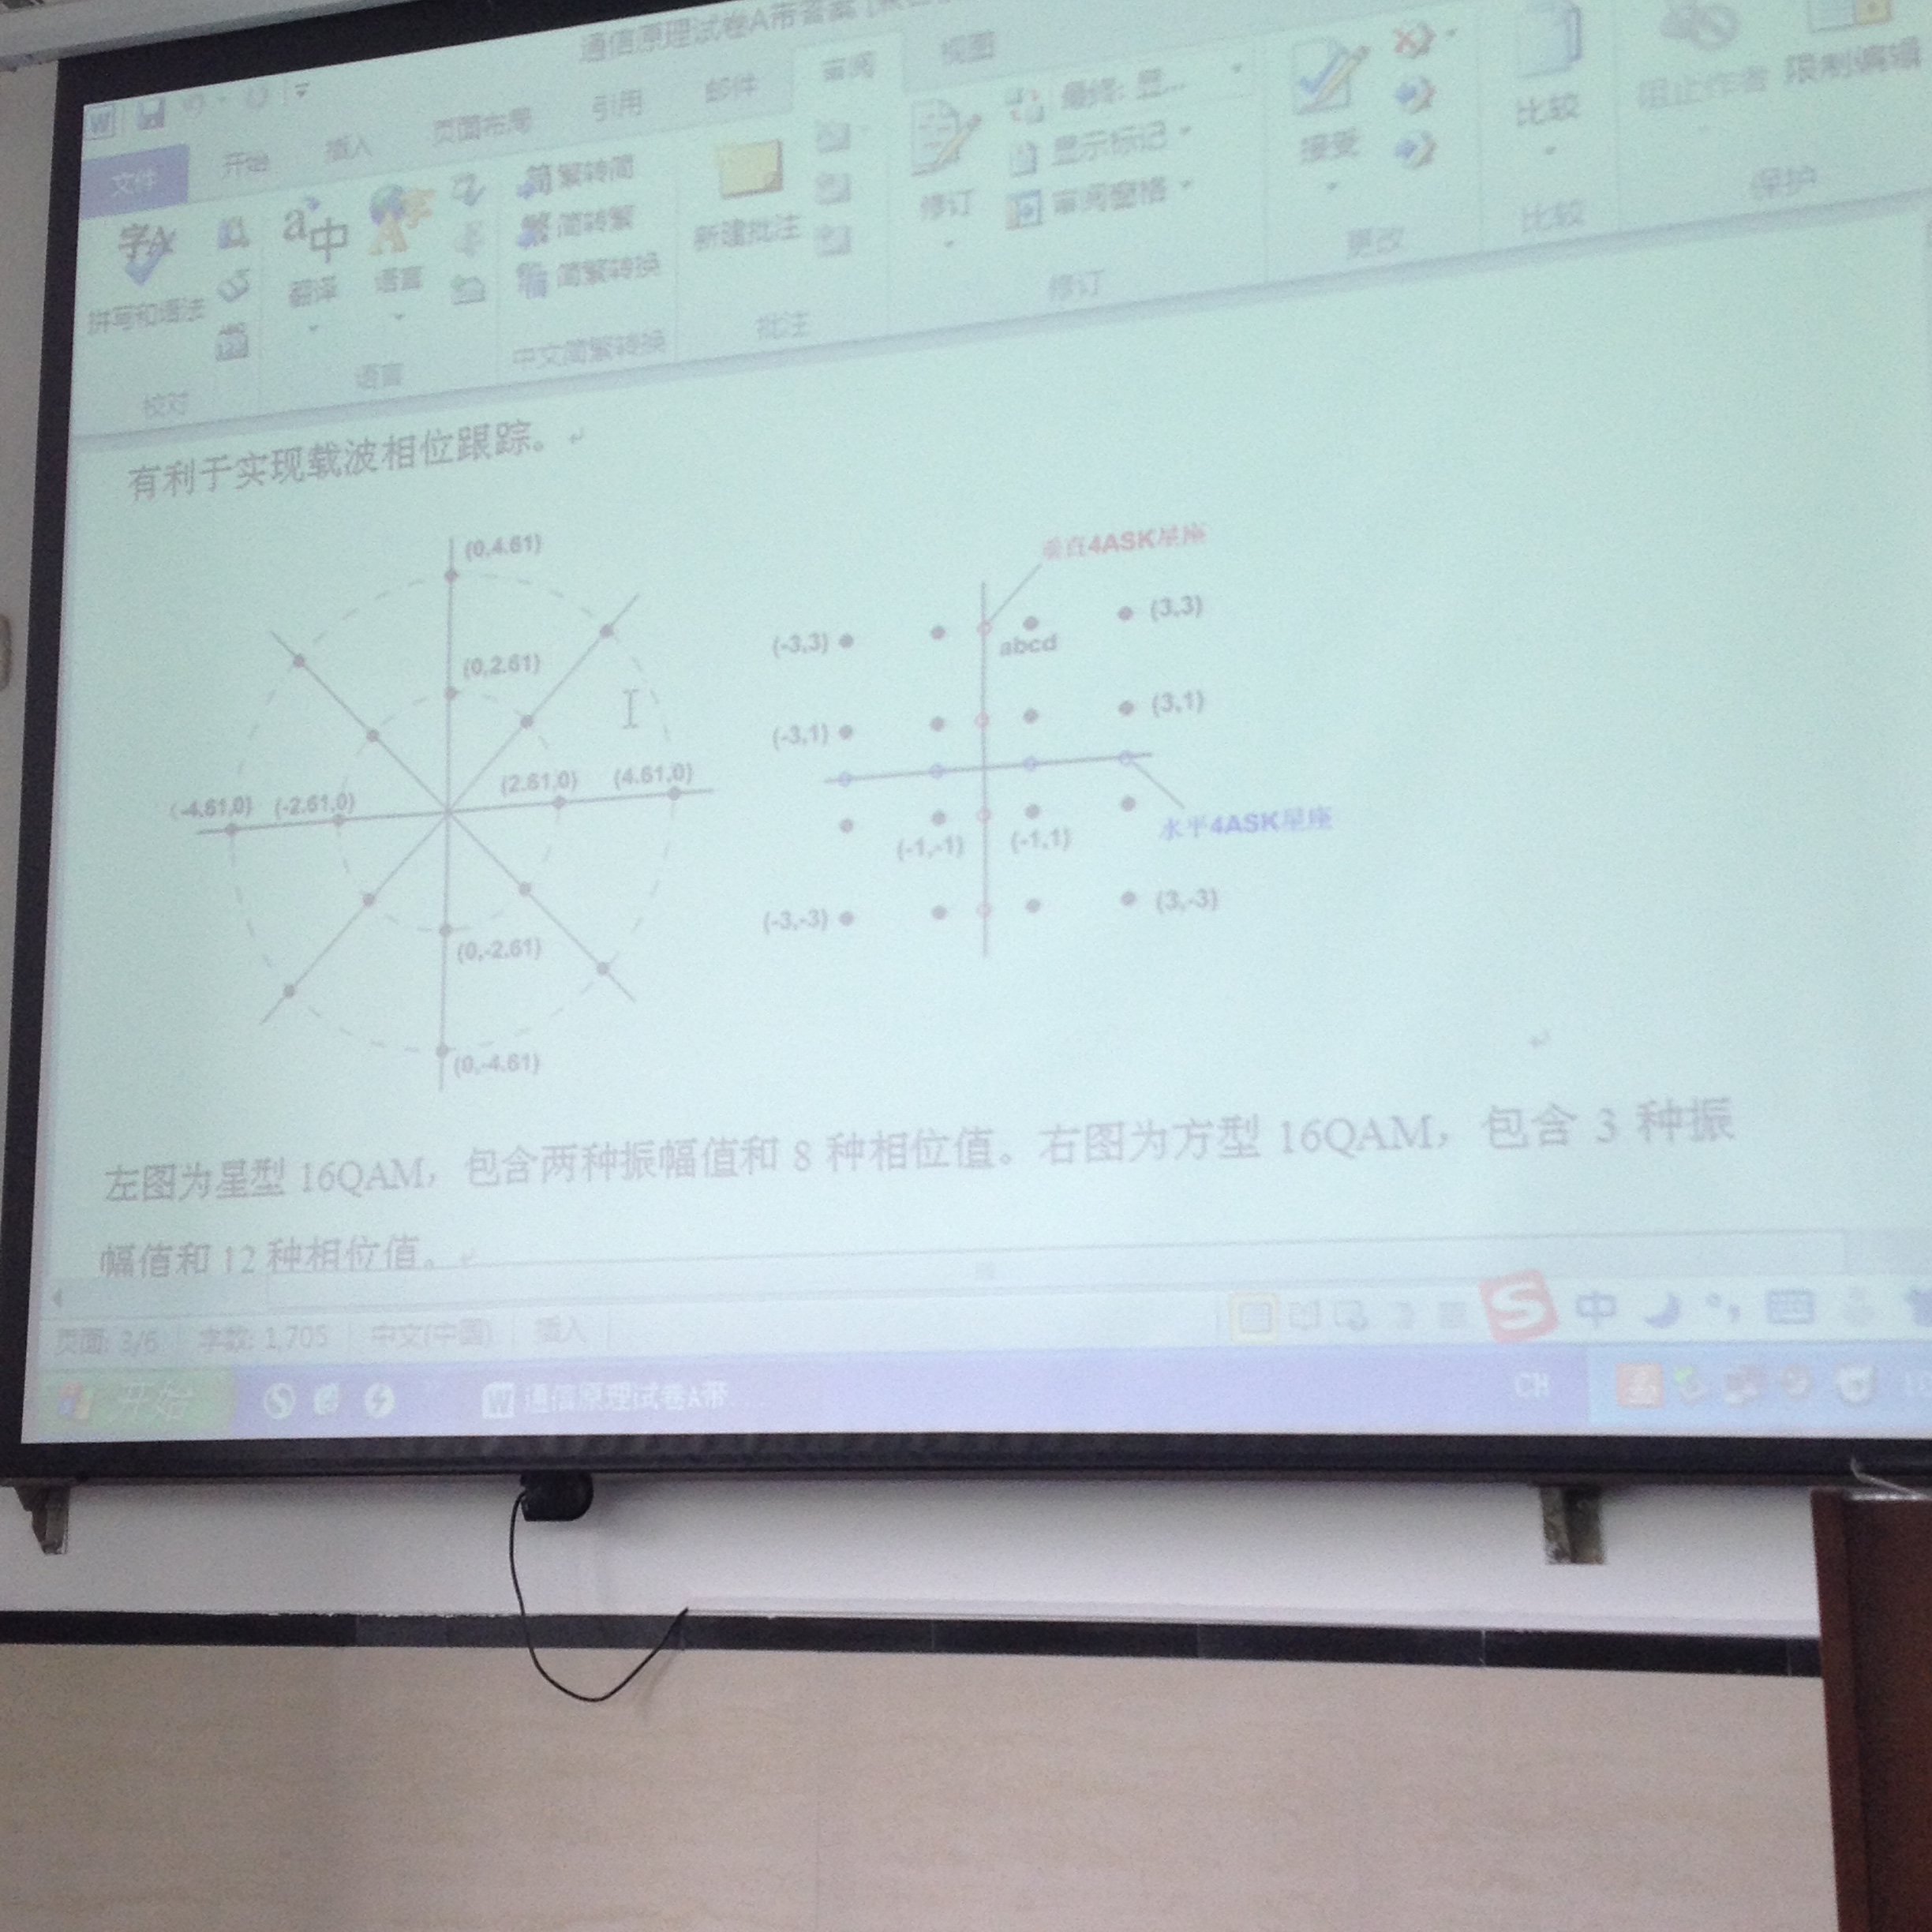 通信原理试卷A带答案
文件 开始 插入 页面布局 引用 邮件 审阅 视图
拼写和语法
翻译
语言
繁转简
简转繁
简繁转换
新建批注
修订
最终: 显...
显示标记
审阅窗格
接受
比较
阻止作者 限制编辑
校对 语言 中文简繁转换 批注 修订 更改 比较 保护
有利于实现载波相位跟踪。
(0,4.61)
(0,2.61)
(2.61,0) (4.61,0)
(-4.61,0) (-2.61,0)
(0,-2.61)
(0,-4.61)
垂直4ASK星座
(-3,3) (3,3)
abcd
(-3,1) (3,1)
水平4ASK星座
(-1,-1) (-1,1)
(-3,-3) (3,-3)
左图为星型 16QAM，包含两种振幅值和 8 种相位值。右图为方型 16QAM，包含 3 种振
幅值和 12 种相位值。
页面: 3/6 字数: 1,705 中文(中国) 插入
中
开始 通信原理试卷A带 CH